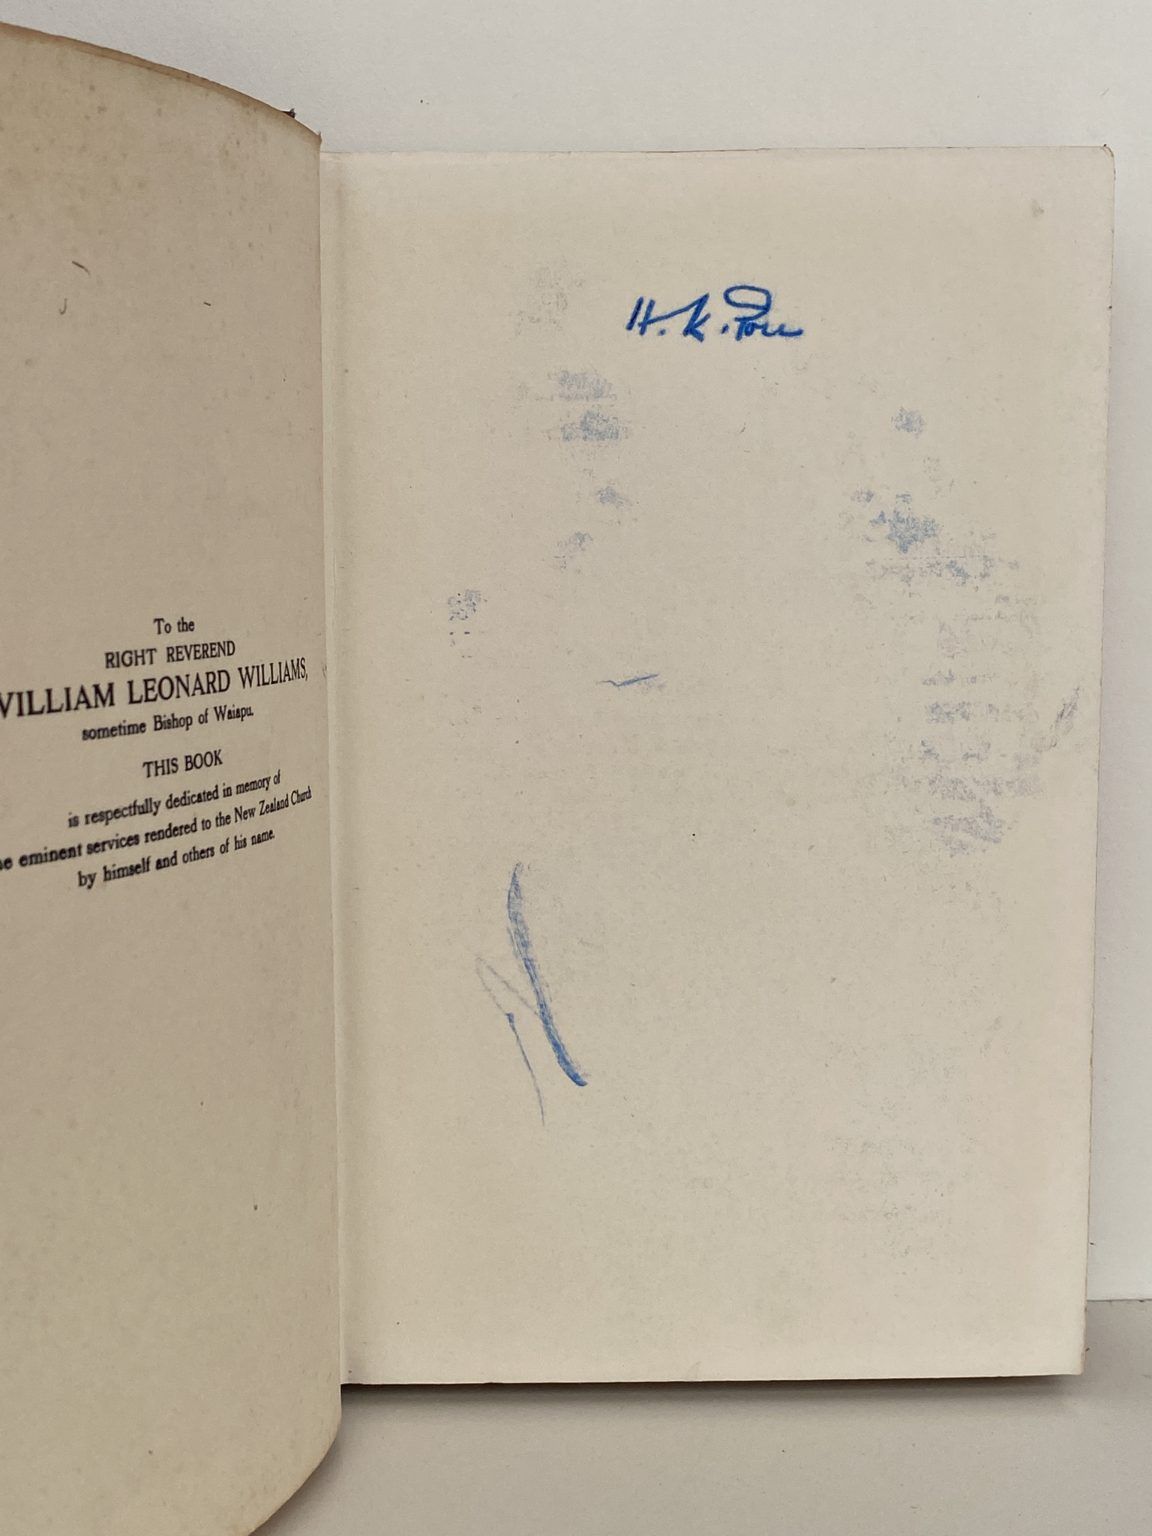 To the
RIGHT REVEREND
WILLIAM LEONARD WILLIAMS,
sometime Bishop of Waiapu.
THIS BOOK
is respectfully dedicated in memory of
eminent services rendered to the New Zealand Church
by himself and others of his name.
H. K.